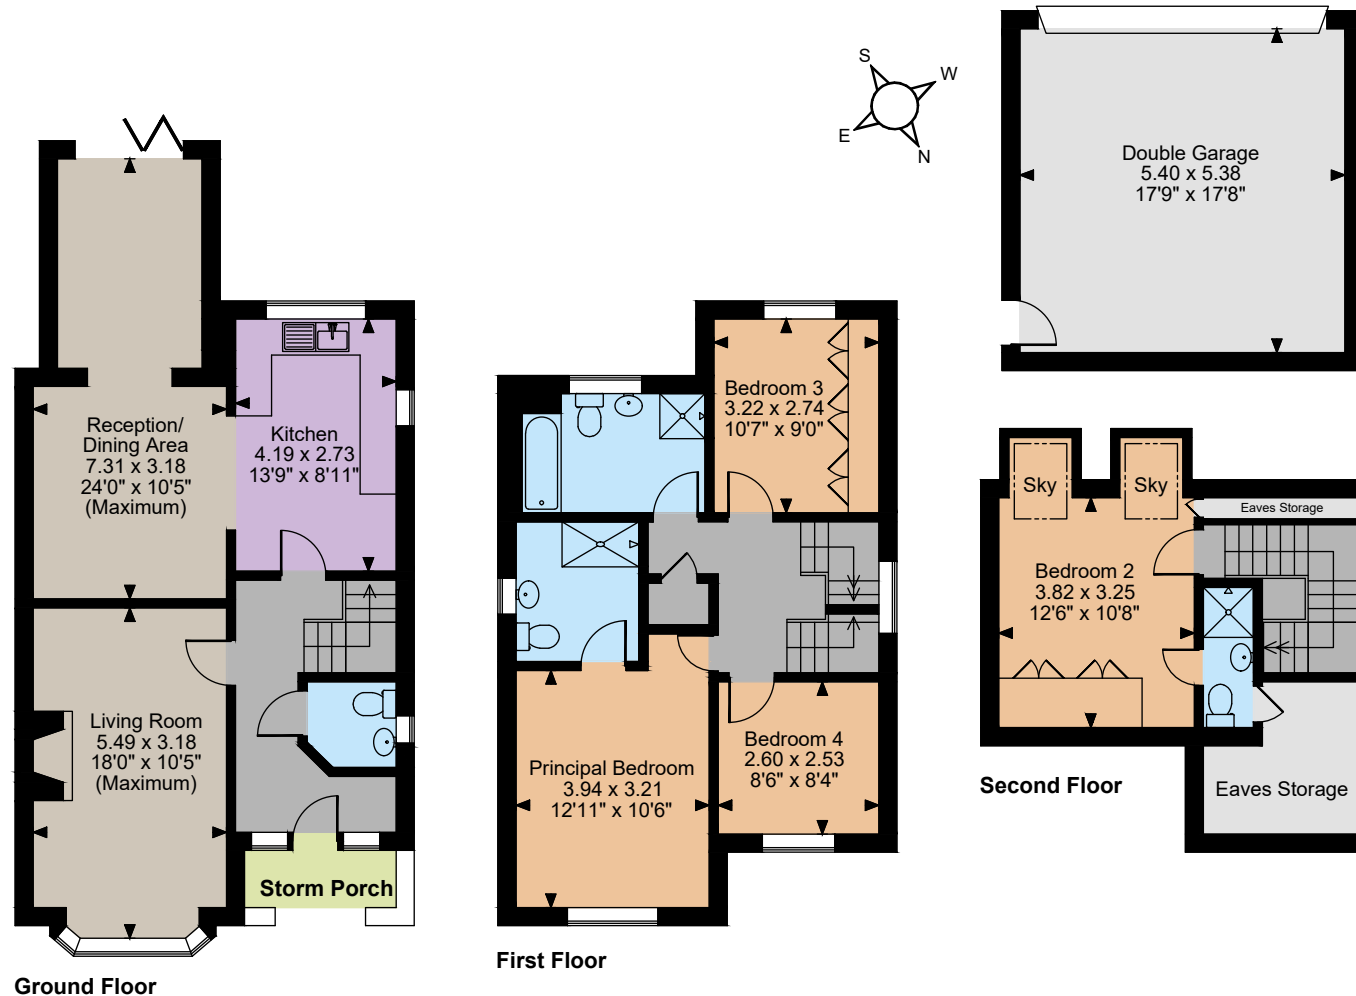 S
W
E
N
Double Garage
5.40 x 5.38
17'9" x 17'8"
Reception/
Dining Area
7.31 x 3.18
24'0" x 10'5"
(Maximum)
Kitchen
4.19 x 2.73
13'9" x 8'11"
Living Room
5.49 x 3.18
18'0" x 10'5"
(Maximum)
Storm Porch
Ground Floor
Bedroom 3
3.22 x 2.74
10'7" x 9'0"
Principal Bedroom
3.94 x 3.21
12'11" x 10'6"
Bedroom 4
2.60 x 2.53
8'6" x 8'4"
First Floor
Sky
Sky
Eaves Storage
Bedroom 2
3.82 x 3.25
12'6" x 10'8"
Eaves Storage
Second Floor